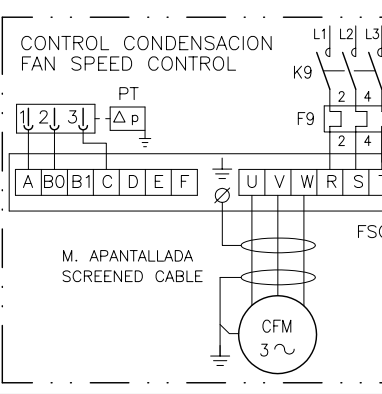 CONTROL CONDENSACION
FAN SPEED CONTROL
L1 L2 L3
K9
PT
1 2 3
Δ p
F9
2 4
2 4
A B0 B1 C D E F
U V W R S
FSC
M. APANTALLADA
SCREENED CABLE
CFM
3